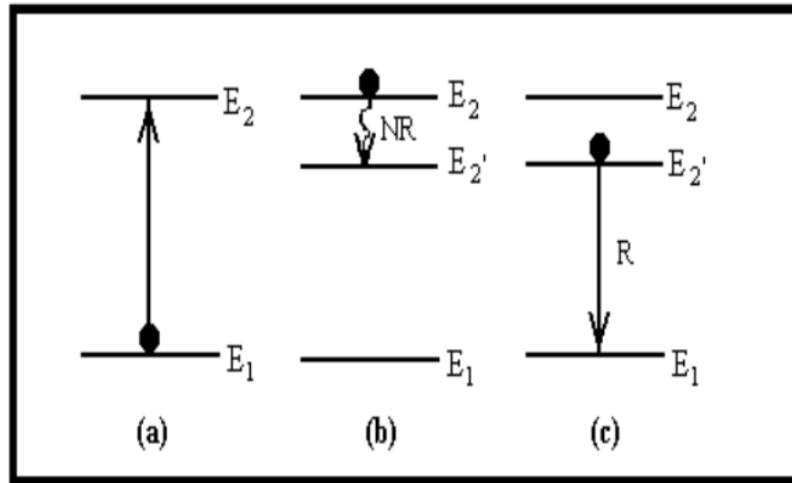 E₂ E₂ E₂
NR
E₂' E₂'
R
E₁ E₁ E₁
(a) (b) (c)